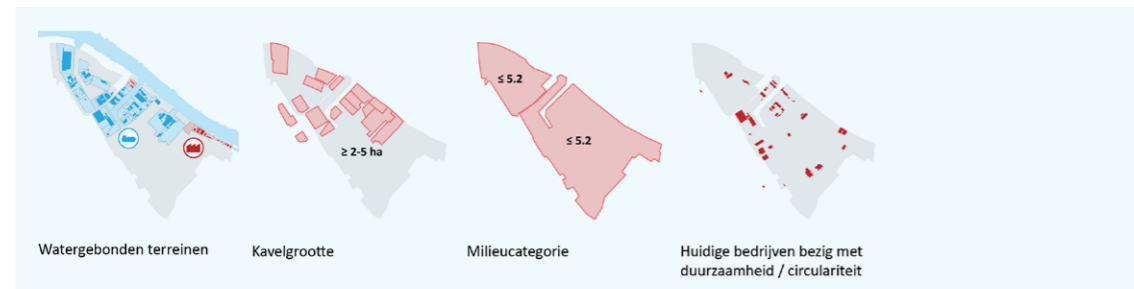 ≤ 5.2
≤ 5.2
≥ 2-5 ha
Watergebonden terreinen
Kavelgrootte
Milieucategorie
Huidige bedrijven bezig met
duurzaamheid / circulariteit